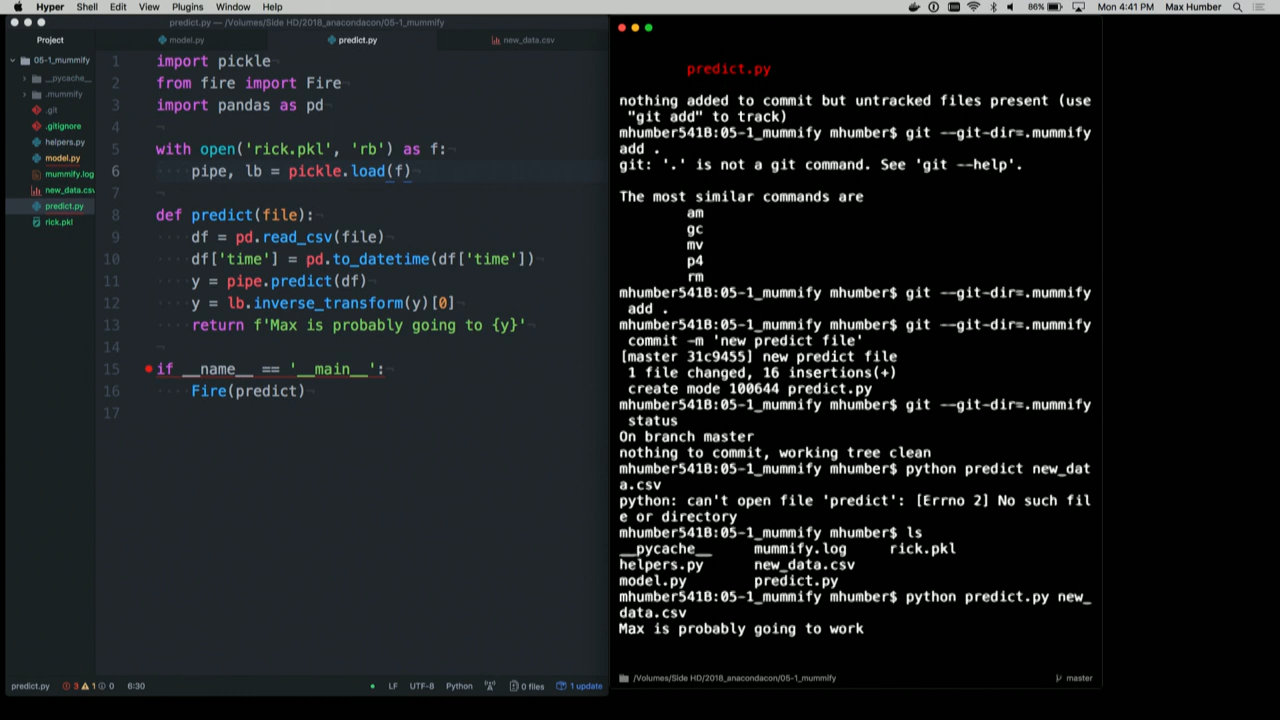 Hyper Shell Edit View Plugins Window Help 86% Mon 4:41 PM Max Humber
predict.py — /Volumes/Side HD/2018_anacondacon/05-1_mummify
Project
model.py
predict.py
new_data.csv
05-1_mummify
__pycache__
.mummify
.git
.gitignore
helpers.py
model.py
mummify.log
new_data.csv
predict.py
rick.pkl
1 import pickle
2 from fire import Fire
3 import pandas as pd
4
5 with open('rick.pkl', 'rb') as f:
6 pipe, lb = pickle.load(f)
7
8 def predict(file):
9 df = pd.read_csv(file)
10 df['time'] = pd.to_datetime(df['time'])
11 y = pipe.predict(df)
12 y = lb.inverse_transform(y)[0]
13 return f'Max is probably going to {y}'
14
15 if __name__ == '__main__':
16 Fire(predict)
17
predict.py 3 1 0 6:30 LF UTF-8 Python 0 files 1 update
predict.py
nothing added to commit but untracked files present (use
"git add" to track)
mhumber541B:05-1_mummify mhumber$ git --git-dir=.mummify
add .
git: '.' is not a git command. See 'git --help'.
The most similar commands are
am
gc
mv
p4
rm
mhumber541B:05-1_mummify mhumber$ git --git-dir=.mummify
add .
mhumber541B:05-1_mummify mhumber$ git --git-dir=.mummify
commit -m 'new predict file'
[master 31c9455] new predict file
1 file changed, 16 insertions(+)
create mode 100644 predict.py
mhumber541B:05-1_mummify mhumber$ git --git-dir=.mummify
status
On branch master
nothing to commit, working tree clean
mhumber541B:05-1_mummify mhumber$ python predict new_dat
a.csv
python: can't open file 'predict': [Errno 2] No such fil
e or directory
mhumber541B:05-1_mummify mhumber$ ls
__pycache__ mummify.log rick.pkl
helpers.py new_data.csv
model.py predict.py
mhumber541B:05-1_mummify mhumber$ python predict.py new_
data.csv
Max is probably going to work
/Volumes/Side HD/2018_anacondacon/05-1_mummify master